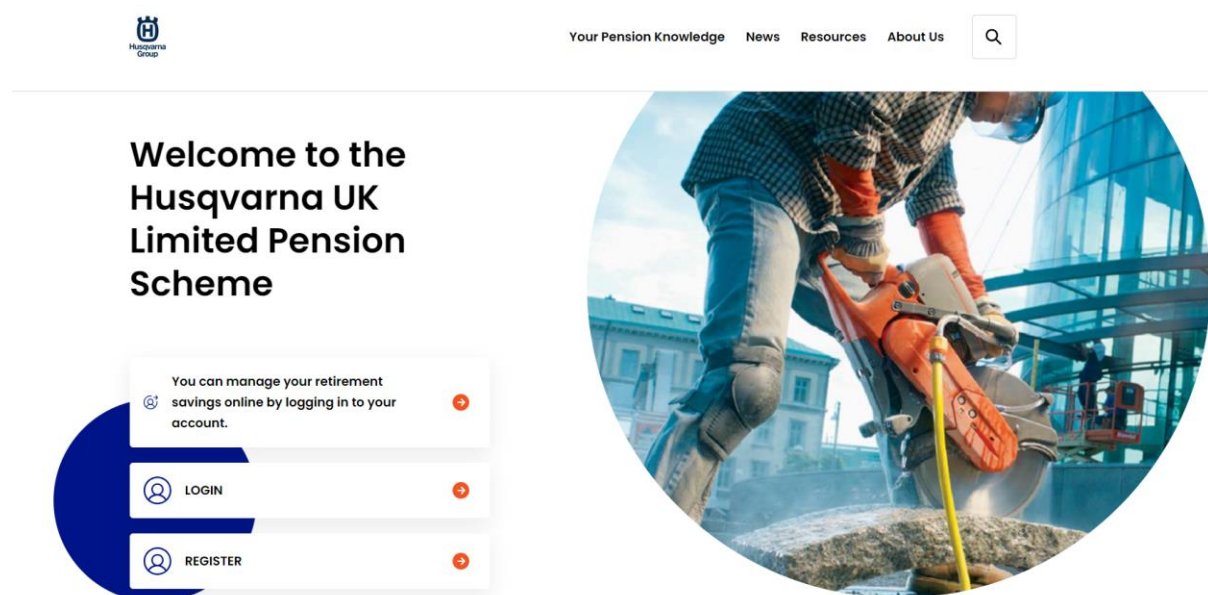 Husqvarna
Group
Your Pension Knowledge News Resources About Us
Welcome to the
Husqvarna UK
Limited Pension
Scheme
You can manage your retirement
savings online by logging in to your
account.
LOGIN
REGISTER